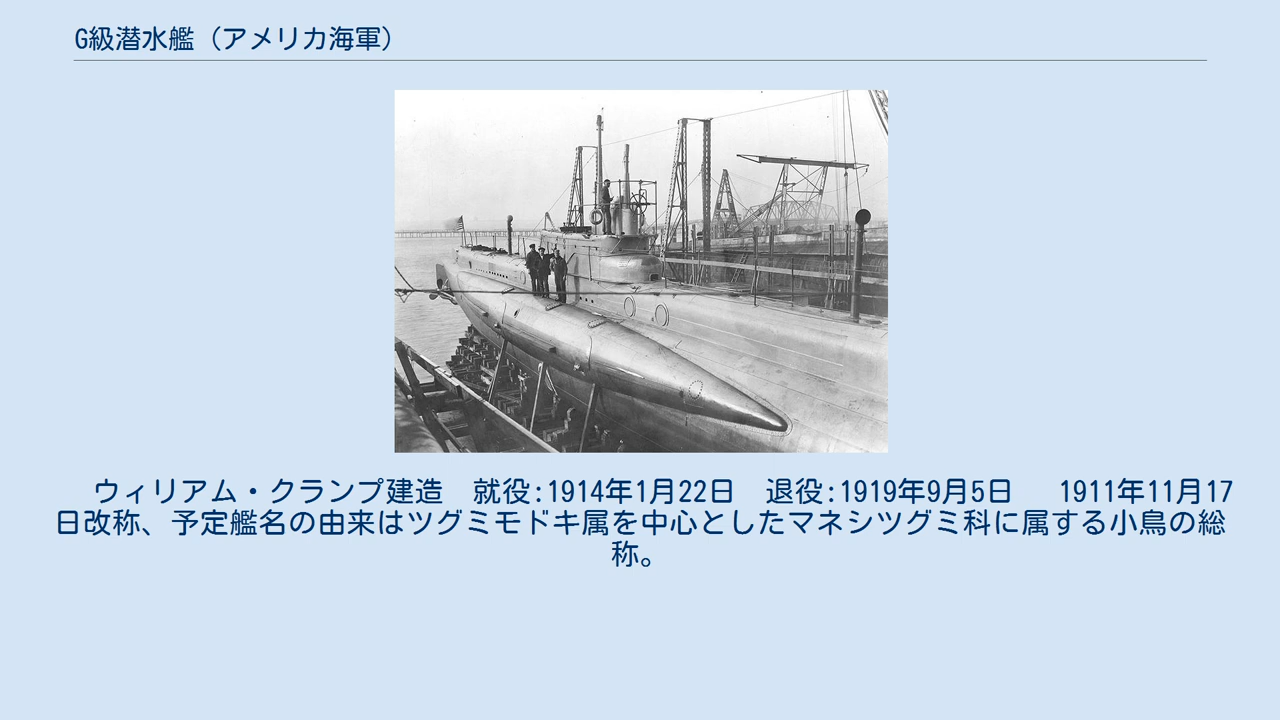 G級潜水艦（アメリカ海軍）
ウィリアム・クランプ建造　就役:1914年1月22日　退役:1919年9月5日　 1911年11月17
日改称、予定艦名の由来はツグミモドキ属を中心としたマネシツグミ科に属する小鳥の総
称。